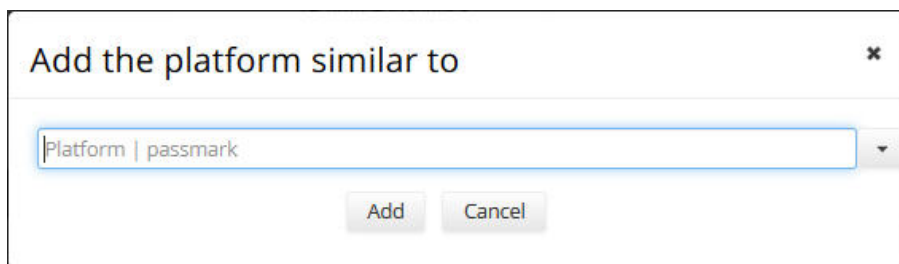 Add the platform similar to
Platform | passmark
Add Cancel